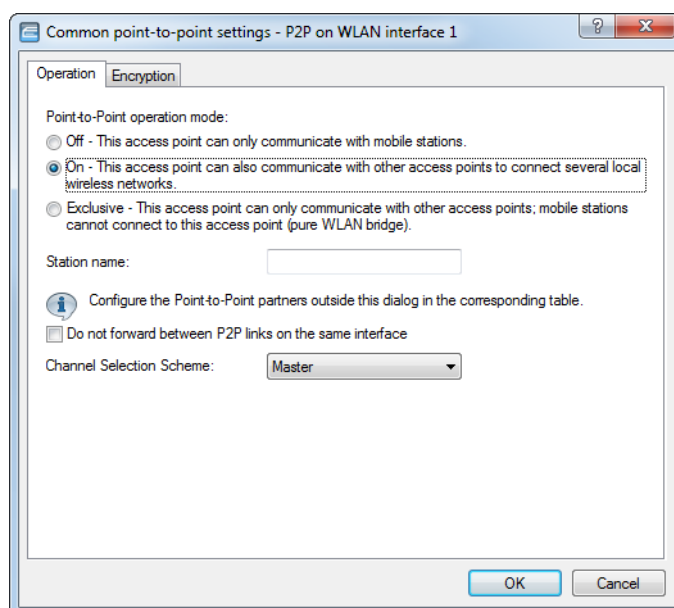 Common point-to-point settings - P2P on WLAN interface 1
Operation
Encryption
Point-to-Point operation mode:
Off - This access point can only communicate with mobile stations.
On - This access point can also communicate with other access points to connect several local
wireless networks.
Exclusive - This access point can only communicate with other access points; mobile stations
cannot connect to this access point (pure WLAN bridge).
Station name:
Configure the Point-to-Point partners outside this dialog in the corresponding table.
Do not forward between P2P links on the same interface
Channel Selection Scheme:
Master
OK
Cancel